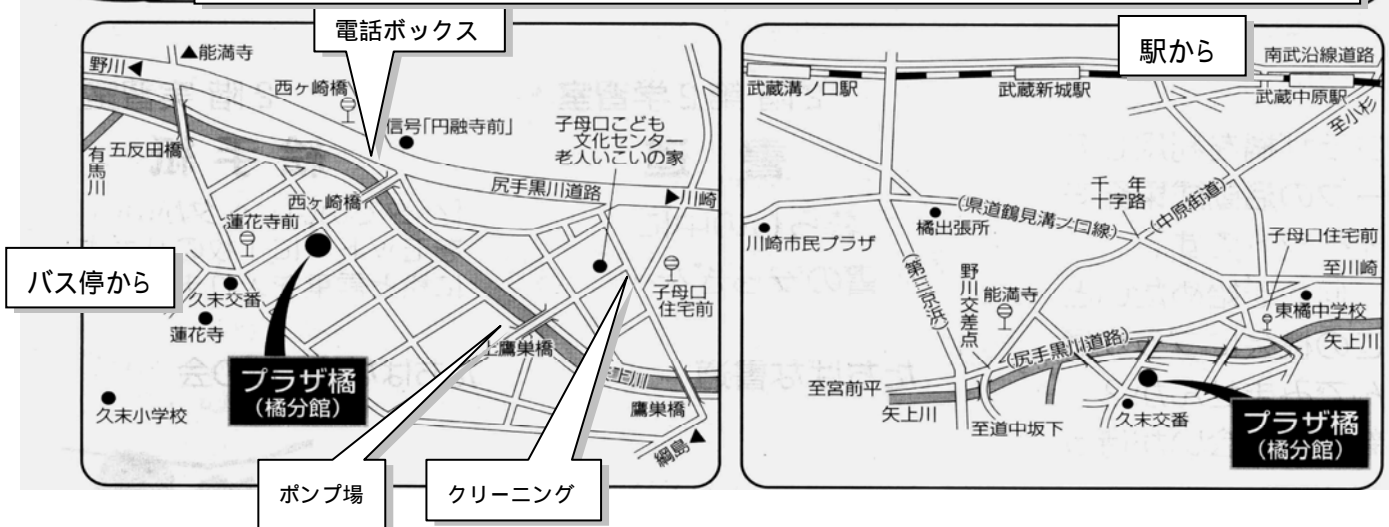 電話ボックス
▲能満寺
野川◀
西ヶ崎橋
信号「円融寺前」
子母口こども
文化センター
老人いこいの家
五反田橋
有馬川
尻手黒川道路
▶川崎
西ヶ崎橋
蓮花寺前
バス停から
久末交番
子母口
住宅前
蓮花寺
上鷹巣橋
プラザ橘
(橘分館)
上川
鷹巣橋
久末小学校
綱島▲
ポンプ場
クリーニング
駅から
南武沿線道路
武蔵溝ノ口駅
武蔵新城駅
武蔵中原駅
至小杉
千年
十字路
(県道鶴見溝ノ口線)
(中原街道)
橘出張所
川崎市民プラザ
子母口住宅前
(第三京浜)
野川交差点
能満寺
至川崎
東橘中学校
(尻手黒川道路)
矢上川
至宮前平
矢上川
至道中坂下
久末交番
プラザ橘
(橘分館)